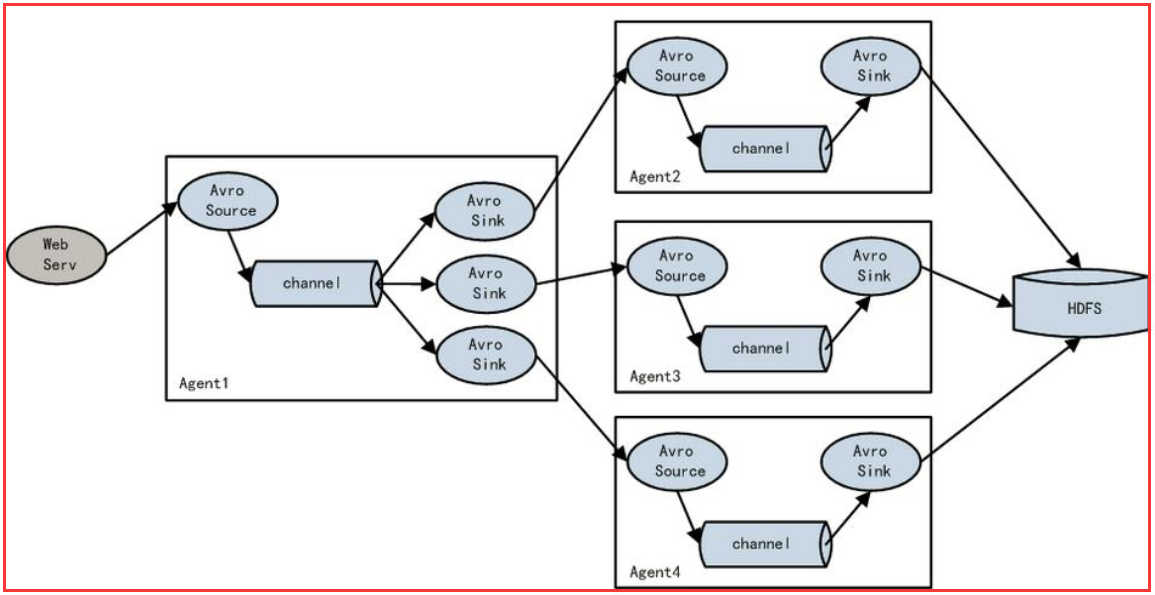 Web
Serv
Avro
Source
channel
Avro
Sink
Avro
Sink
Avro
Sink
Agent1
Avro
Source
Avro
Sink
channel
Agent2
Avro
Source
Avro
Sink
channel
Agent3
Avro
Source
Avro
Sink
channel
Agent4
HDFS